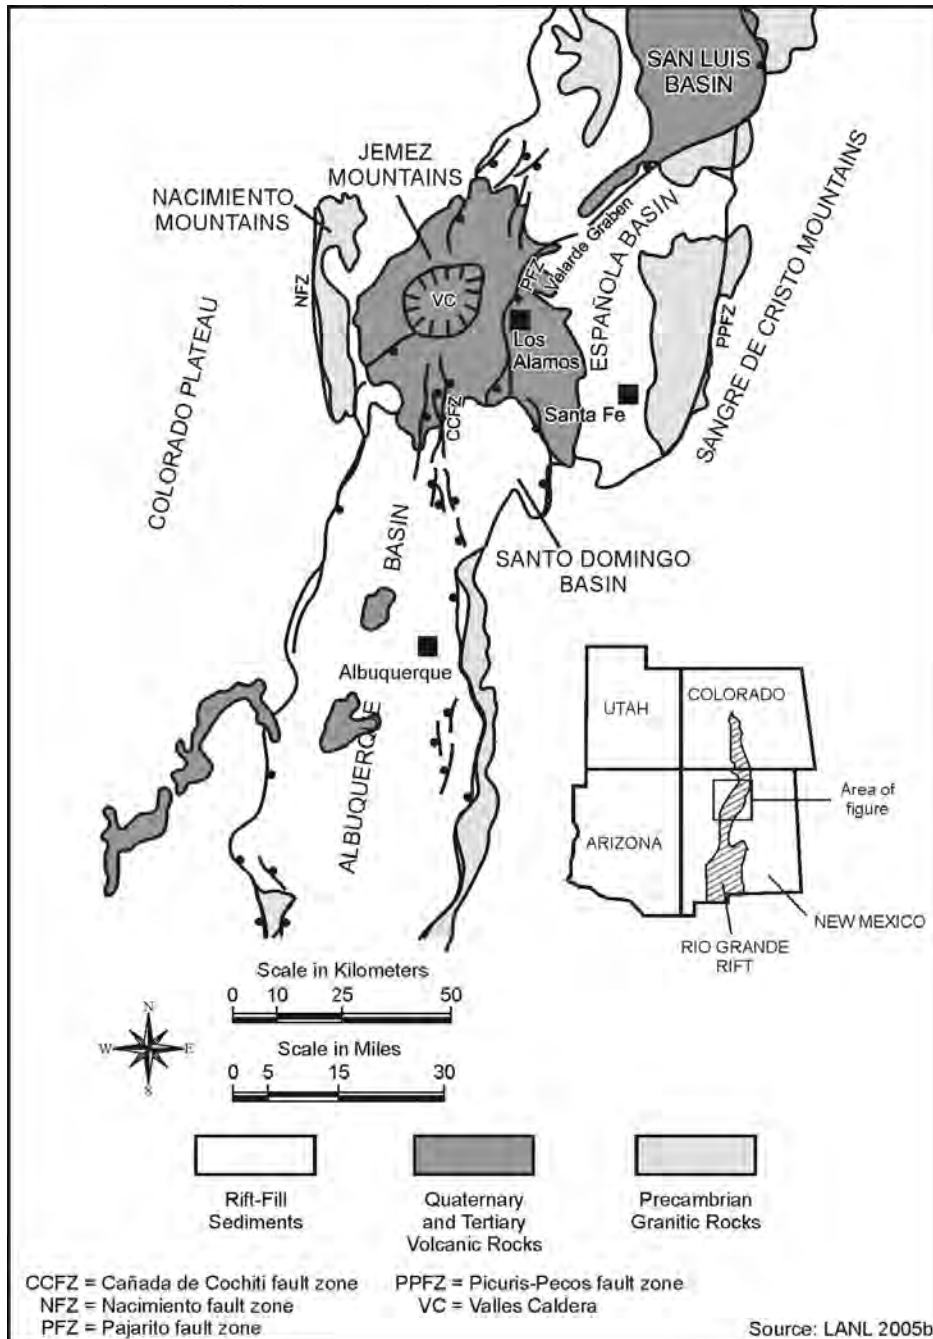 SAN LUIS
BASIN
JEMEZ
MOUNTAINS
NACIMIENTO
MOUNTAINS
SANGRE DE CRISTO MOUNTAINS
COLORADO PLATEAU
NFZ
VC
PFZ
Velarde Graben
ESPAÑOLA BASIN
PPFZ
Los
Alamos
Santa Fe
CCFZ
SANTO DOMINGO
BASIN
ALBUQUERQUE BASIN
Albuquerque
UTAH
COLORADO
ARIZONA
Area of
figure
NEW MEXICO
RIO GRANDE
RIFT
Scale in Kilometers
0 10 25 50
Scale in Miles
0 5 15 30
N
W E
S
Rift-Fill
Sediments
Quaternary
and Tertiary
Volcanic Rocks
Precambrian
Granitic Rocks
CCFZ = Cañada de Cochiti fault zone
NFZ = Nacimiento fault zone
PFZ = Pajarito fault zone
PPFZ = Picuris-Pecos fault zone
VC = Valles Caldera
Source: LANL 2005b